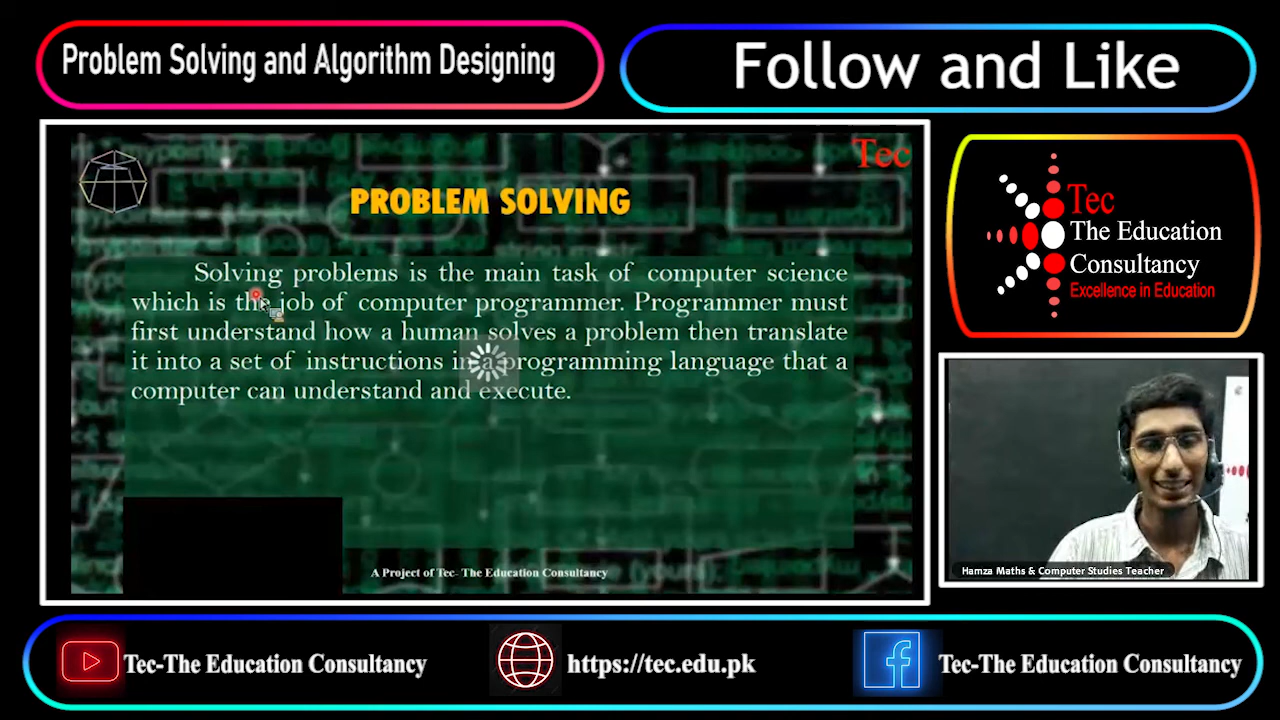 Problem Solving and Algorithm Designing
Follow and Like
Tec
PROBLEM SOLVING
Solving problems is the main task of computer science
which is the job of computer programmer. Programmer must
first understand how a human solves a problem then translate
it into a set of instructions in a programming language that a
computer can understand and execute.
A Project of Tec- The Education Consultancy
Tec
The Education
Consultancy
Excellence in Education
Hamza Maths & Computer Studies Teacher
Tec-The Education Consultancy
https://tec.edu.pk
Tec-The Education Consultancy